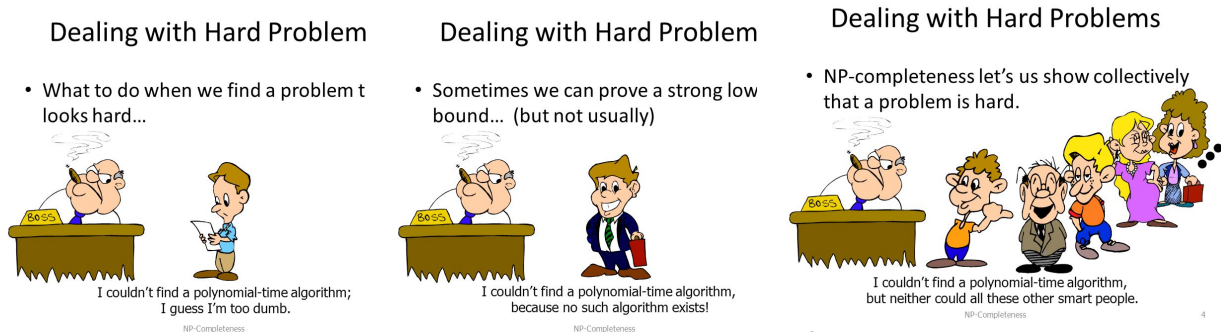 Dealing with Hard Problem
• What to do when we find a problem t
looks hard…
BOSS
I couldn't find a polynomial-time algorithm;
I guess I'm too dumb.
NP-Completeness
Dealing with Hard Problem
• Sometimes we can prove a strong low
bound… (but not usually)
BOSS
I couldn't find a polynomial-time algorithm,
because no such algorithm exists!
NP-Completeness
Dealing with Hard Problems
• NP-completeness let's us show collectively
that a problem is hard.
BOSS
I couldn't find a polynomial-time algorithm,
but neither could all these other smart people.
NP-Completeness
4